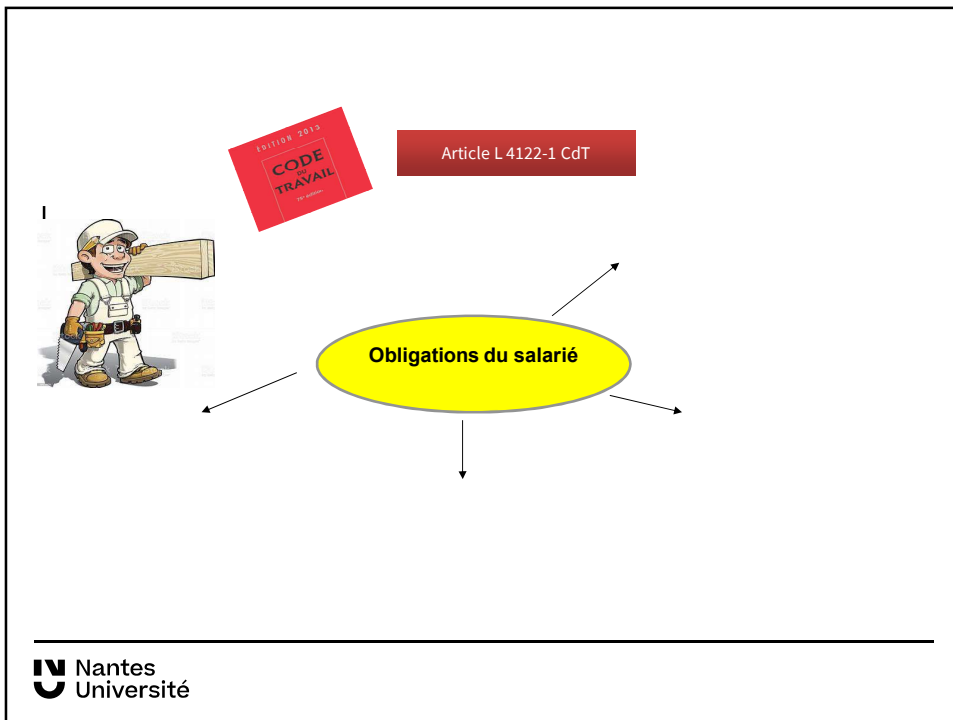 EDITION 2013
CODE
DU
TRAVAIL
Article L 4122-1 CdT
I
Obligations du salarié
Nantes
Université